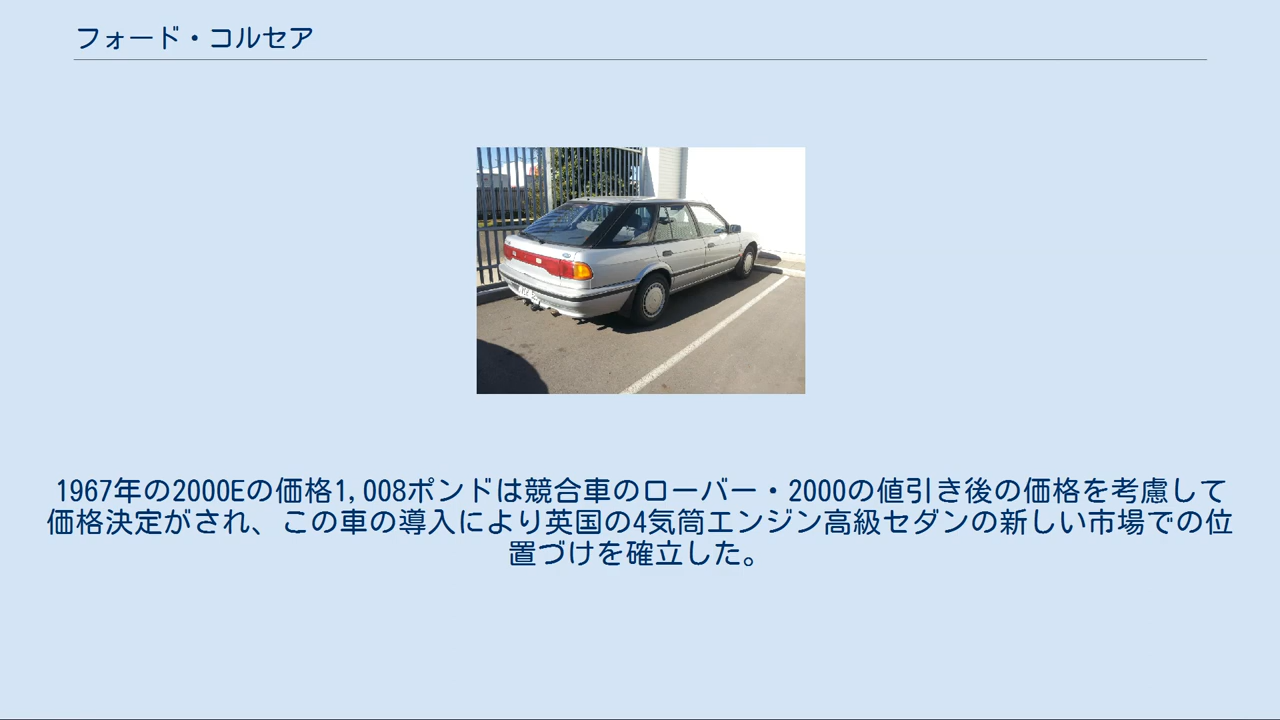 フォード・コルセア
1967年の2000Eの価格1,008ポンドは競合車のローバー・2000の値引き後の価格を考慮して
価格決定がされ、この車の導入により英国の4気筒エンジン高級セダンの新しい市場での位
置づけを確立した。